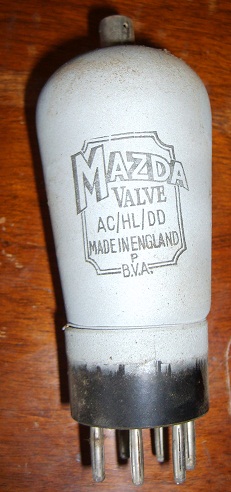 MAZDA
VALVE
AC/HL/DD
MADE IN ENGLAND
P
B.V.A.